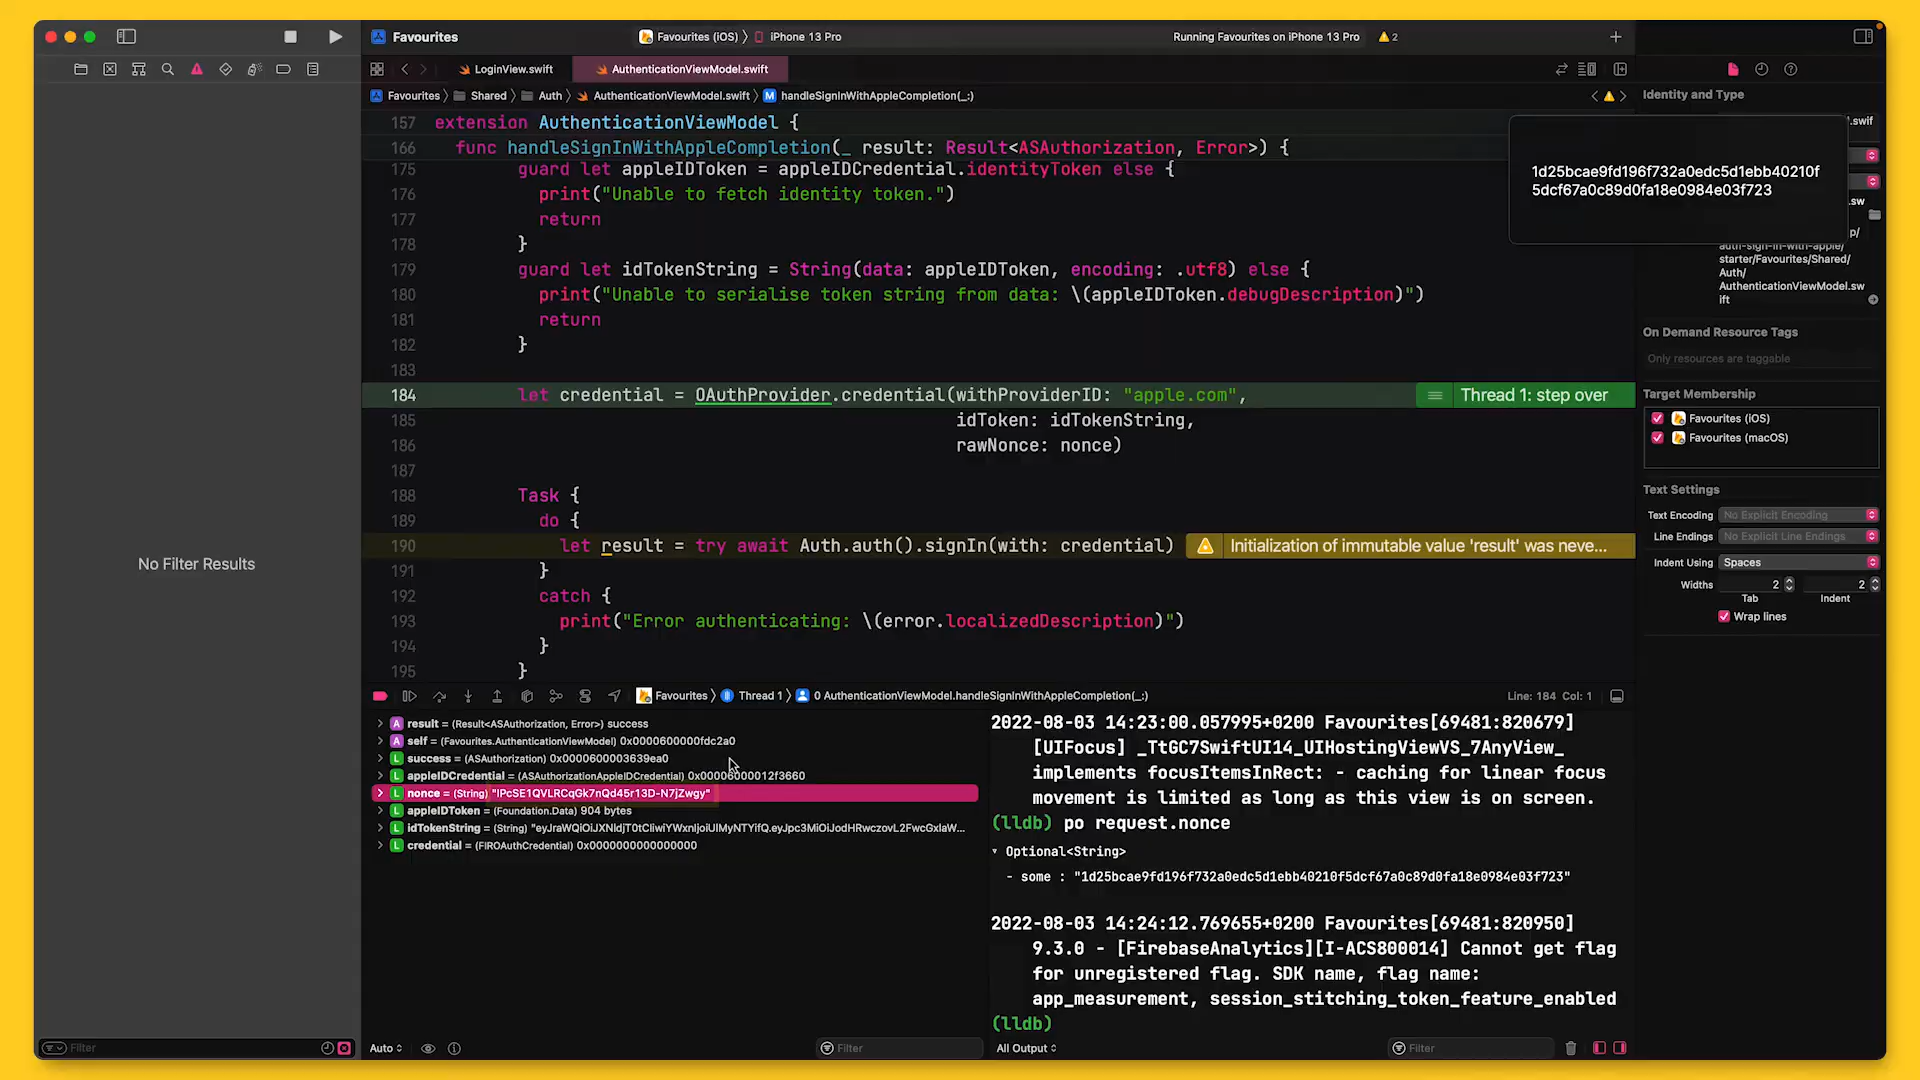 Favourites
Favourites (iOS) 〉 iPhone 13 Pro
Running Favourites on iPhone 13 Pro
2
LoginView.swift
AuthenticationViewModel.swift
Favourites 〉 Shared 〉 Auth 〉 AuthenticationViewModel.swift 〉 M handleSignInWithAppleCompletion(_:)
157 extension AuthenticationViewModel {
166 func handleSignInWithAppleCompletion(_ result: Result<ASAuthorization, Error>) {
175 guard let appleIDToken = appleIDCredential.identityToken else {
176 print("Unable to fetch identity token.")
177 return
178 }
179 guard let idTokenString = String(data: appleIDToken, encoding: .utf8) else {
180 print("Unable to serialise token string from data: \(appleIDToken.debugDescription)")
181 return
182 }
183
184 let credential = OAuthProvider.credential(withProviderID: "apple.com",
Thread 1: step over
185 idToken: idTokenString,
186 rawNonce: nonce)
187
188 Task {
189 do {
190 let result = try await Auth.auth().signIn(with: credential)
Initialization of immutable value 'result' was neve...
191 }
192 catch {
193 print("Error authenticating: \(error.localizedDescription)")
194 }
195 }
No Filter Results
Filter
Favourites 〉 Thread 1 〉 0 AuthenticationViewModel.handleSignInWithAppleCompletion(_:)
Line: 184 Col: 1
A result = (Result<ASAuthorization, Error>) success
A self = (Favourites.AuthenticationViewModel) 0x0000600000fdc2a0
L success = (ASAuthorization) 0x0000600003639ea0
L appleIDCredential = (ASAuthorizationAppleIDCredential) 0x00006000012f3660
L nonce = (String) "IPcSE1QVLRCqGk7nQd45r13D-N7jZwgy"
L appleIDToken = (Foundation.Data) 904 bytes
L idTokenString = (String)
L credential = (FIROAuthCredential) 0x0000000000000000
Auto
Filter
2022-08-03 14:23:00.057995+0200 Favourites[69481:820679]
[UIFocus] _TtGC7SwiftUI14_UIHostingViewVS_7AnyView_
implements focusItemsInRect: - caching for linear focus
movement is limited as long as this view is on screen.
(lldb) po request.nonce
Optional<String>
- some : "1d25bcae9fd196f732a0edc5d1ebb40210f5dcf67a0c89d0fa18e0984e03f723"
2022-08-03 14:24:12.769655+0200 Favourites[69481:820950]
9.3.0 - [FirebaseAnalytics][I-ACS800014] Cannot get flag
for unregistered flag. SDK name, flag name:
app_measurement, session_stitching_token_feature_enabled
(lldb)
All Output
Filter
Identity and Type
.swif
1d25bcae9fd196f732a0edc5d1ebb40210f
5dcf67a0c89d0fa18e0984e03f723
.sw
p/
auth-sign-in-with-apple/
starter/Favourites/Shared/
Auth/
AuthenticationViewModel.sw
ift
On Demand Resource Tags
Only resources are taggable
Target Membership
Favourites (iOS)
Favourites (macOS)
Text Settings
Text Encoding No Explicit Encoding
Line Endings No Explicit Line Endings
Indent Using Spaces
Widths 2 2
Tab Indent
Wrap lines